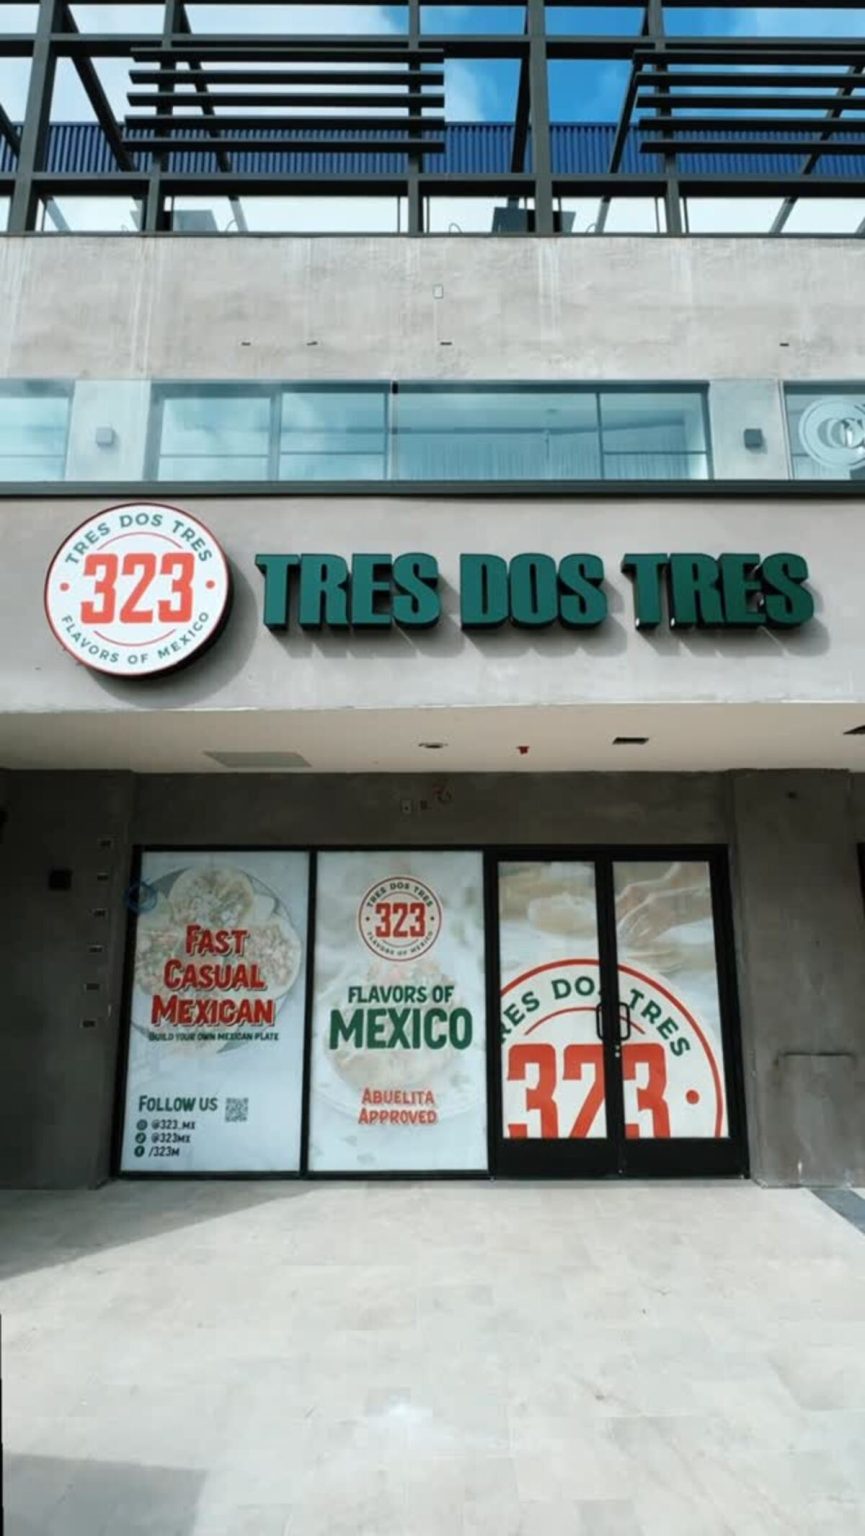 TRES DOS TRES
323
FLAVORS OF MEXICO
TRES DOS TRES
FAST
CASUAL
MEXICAN
BUILD YOUR OWN MEXICAN PLATE
FOLLOW US
@323.MX
@323MX
/323M
TRES DOS TRES
323
FLAVORS OF MEXICO
FLAVORS OF
MEXICO
ABUELITA
APPROVED
TRES DOS TRES
323